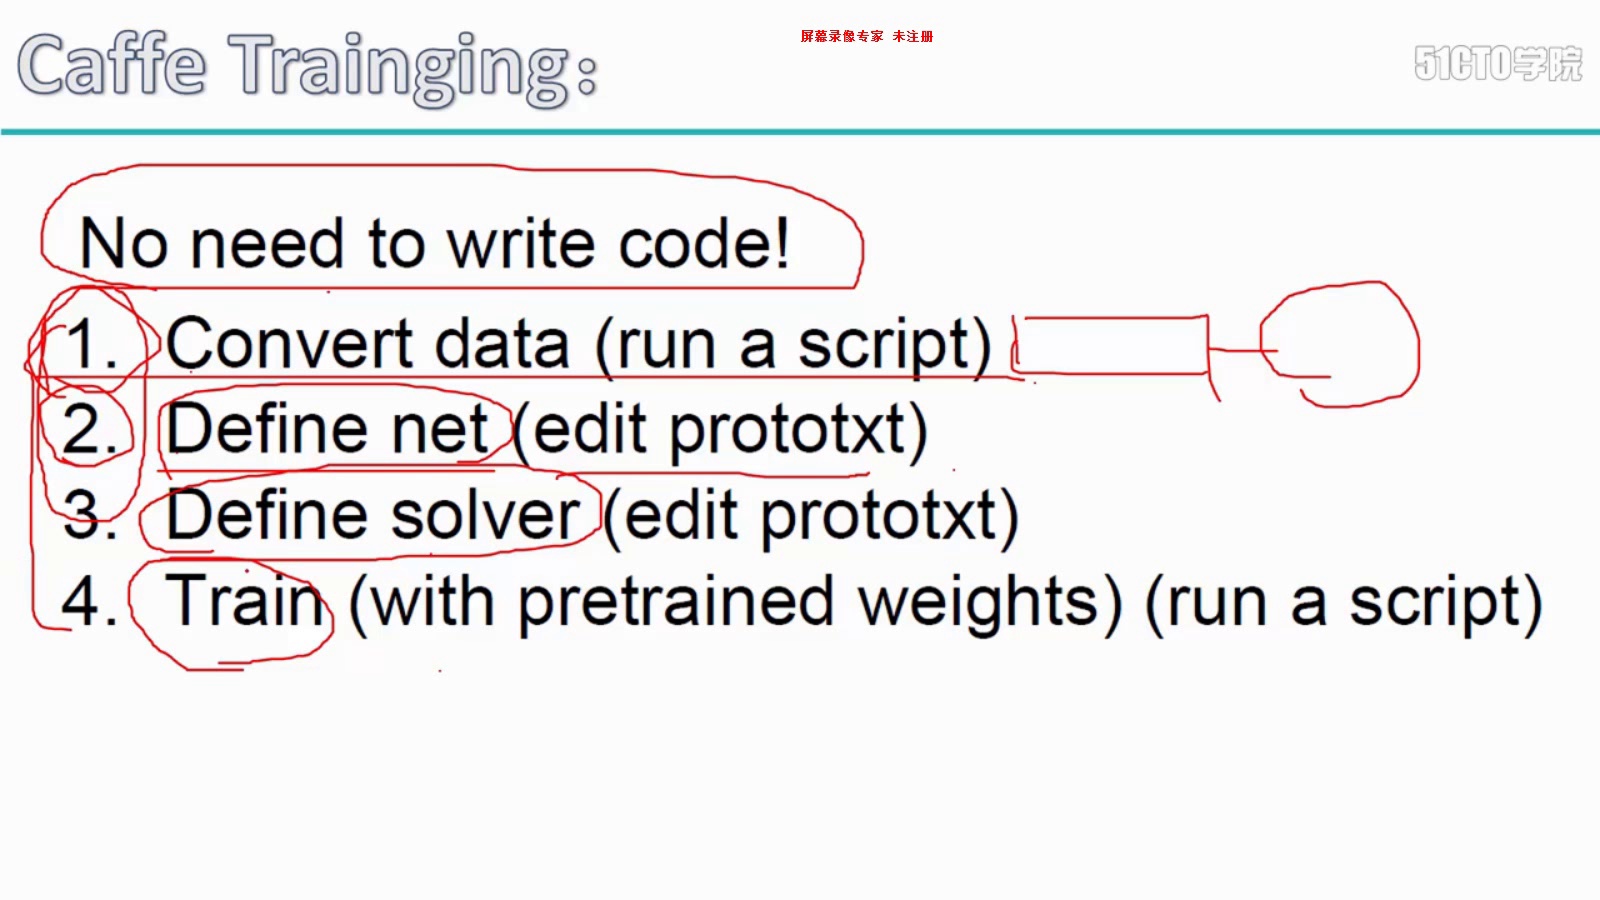 Caffe Trainging:
屏幕录像专家 未注册
51CTO学院
No need to write code!
1. Convert data (run a script)
2. Define net (edit prototxt)
3. Define solver (edit prototxt)
4. Train (with pretrained weights) (run a script)